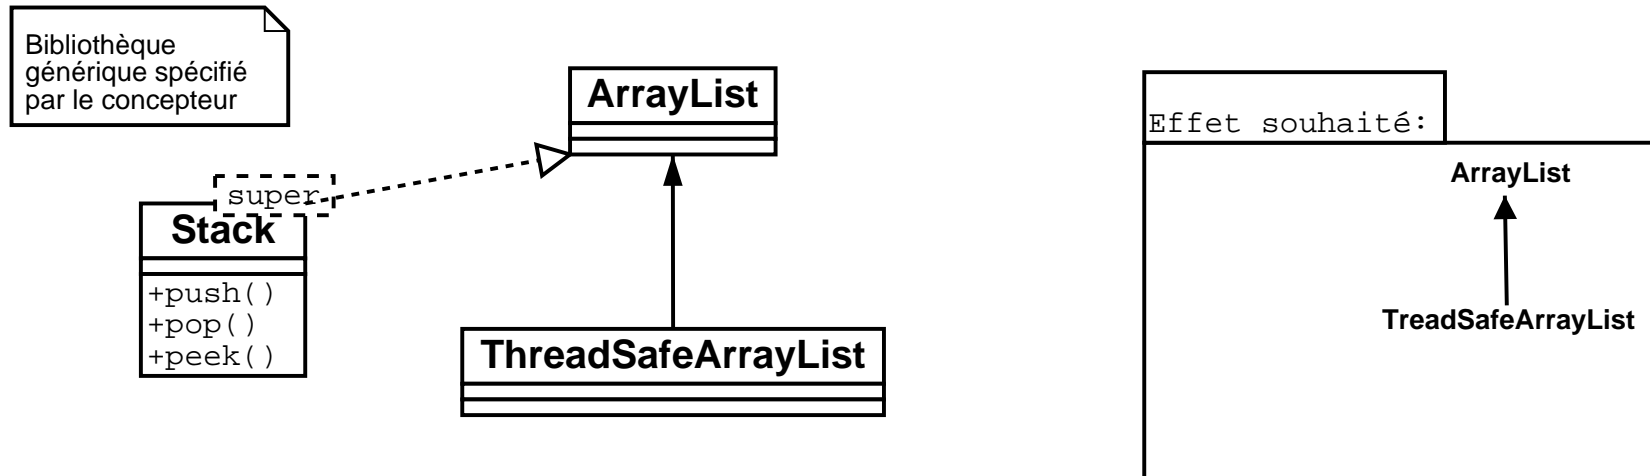 Bibliothèque
générique spécifié
par le concepteur
ArrayList
super
Stack
+push()
+pop()
+peek()
ThreadSafeArrayList
Effet souhaité:
ArrayList
TreadSafeArrayList